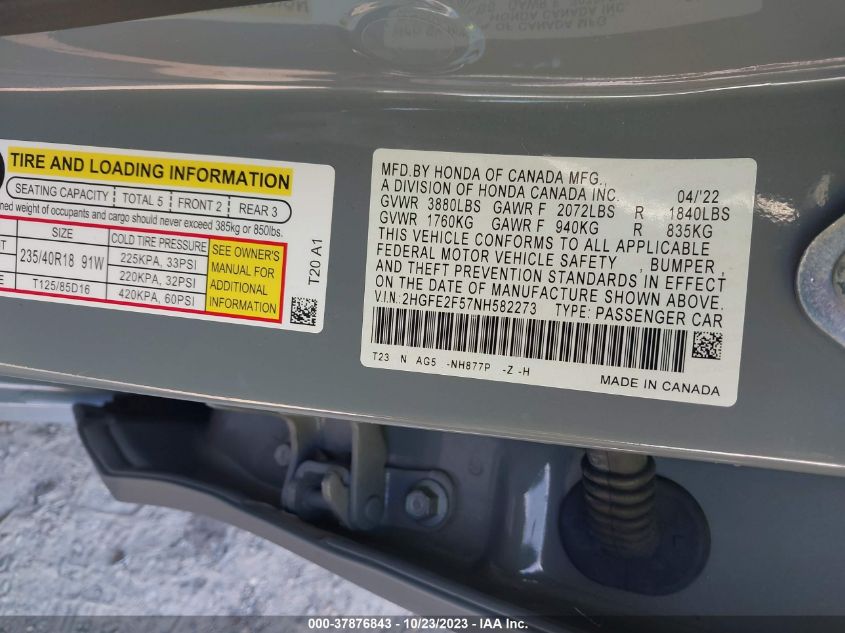 TIRE AND LOADING INFORMATION
SEATING CAPACITY TOTAL 5 FRONT 2 REAR 3
weight of occupants and cargo should never exceed 385kg or 850lbs.
SIZE COLD TIRE PRESSURE
235/40R18 91W 225KPA, 33PSI
220KPA, 32PSI
T125/85D16 420KPA, 60PSI
SEE OWNER'S
MANUAL FOR
ADDITIONAL
INFORMATION
T20 A1
MFD.BY HONDA OF CANADA MFG.,
A DIVISION OF HONDA CANADA INC. 04/'22
GVWR 3880LBS GAWR F 2072LBS R 1840LBS
GVWR 1760KG GAWR F 940KG R 835KG
THIS VEHICLE CONFORMS TO ALL APPLICABLE
FEDERAL MOTOR VEHICLE SAFETY , BUMPER ,
AND THEFT PREVENTION STANDARDS IN EFFECT
ON THE DATE OF MANUFACTURE SHOWN ABOVE.
V.I.N: 2HGFE2F57NH582273 TYPE: PASSENGER CAR
T23 N AG5 -NH877P -Z -H
MADE IN CANADA
000-37876843 - 10/23/2023 - IAA Inc.